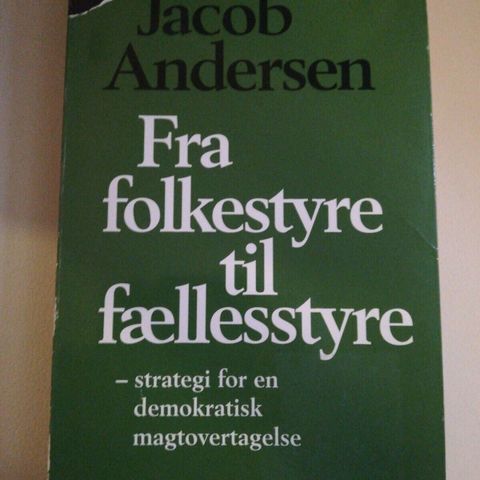 Jacob
Andersen
Fra
folkestyre
til
fællesstyre
– strategi for en
demokratisk
magtovertagelse